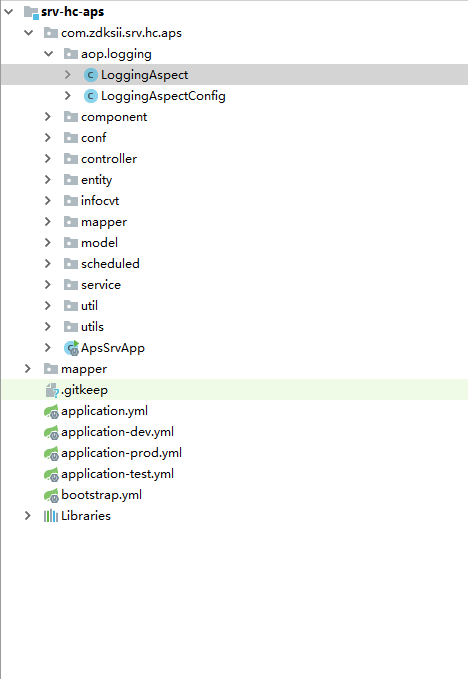 srv-hc-aps
com.zdksii.srv.hc.aps
aop.logging
LoggingAspect
LoggingAspectConfig
component
conf
controller
entity
infocvt
mapper
model
scheduled
service
util
utils
ApsSrvApp
mapper
.gitkeep
application.yml
application-dev.yml
application-prod.yml
application-test.yml
bootstrap.yml
Libraries